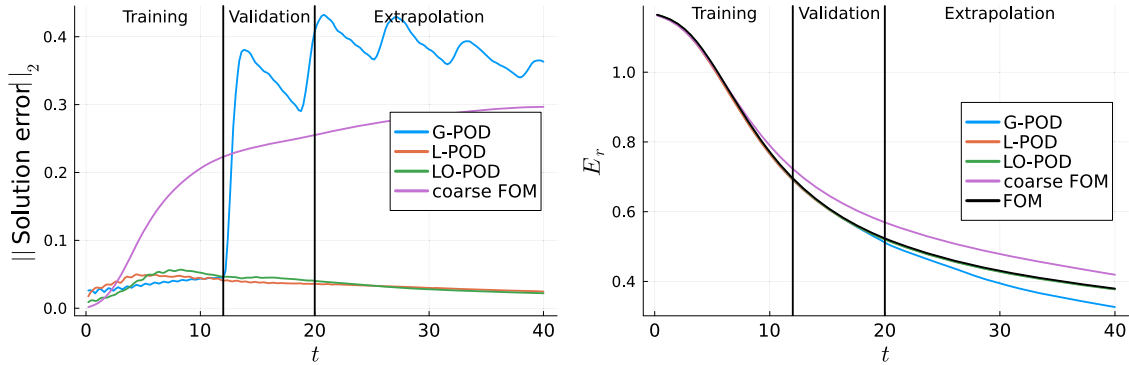 Training
Validation
Extrapolation
|| Solution error||₂
0.4
0.3
0.2
0.1
0.0
G-POD
L-POD
LO-POD
coarse FOM
0
10
20
30
40
t
Training
Validation
Extrapolation
E_r
1.0
0.8
0.6
0.4
G-POD
L-POD
LO-POD
coarse FOM
FOM
0
10
20
30
40
t